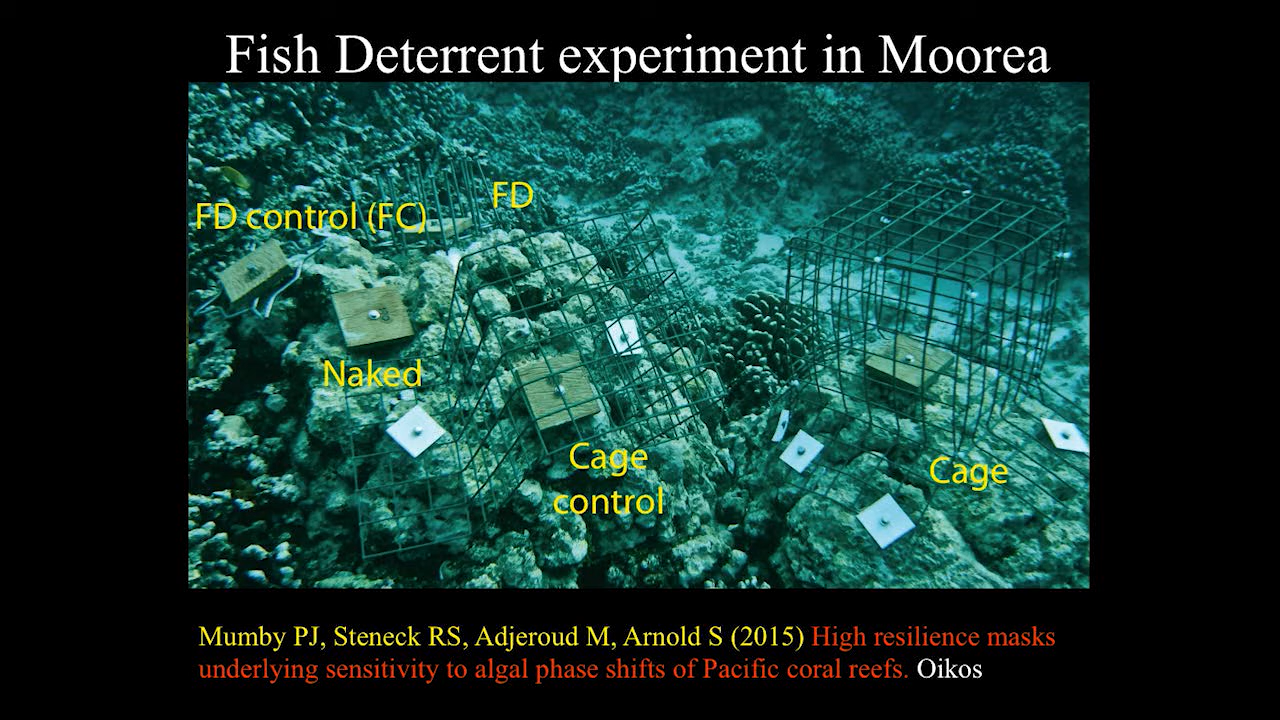 Fish Deterrent experiment in Moorea
FD
FD control (FC)
Naked
Cage
control
Cage
Mumby PJ, Steneck RS, Adjeroud M, Arnold S (2015) High resilience masks
underlying sensitivity to algal phase shifts of Pacific coral reefs. Oikos